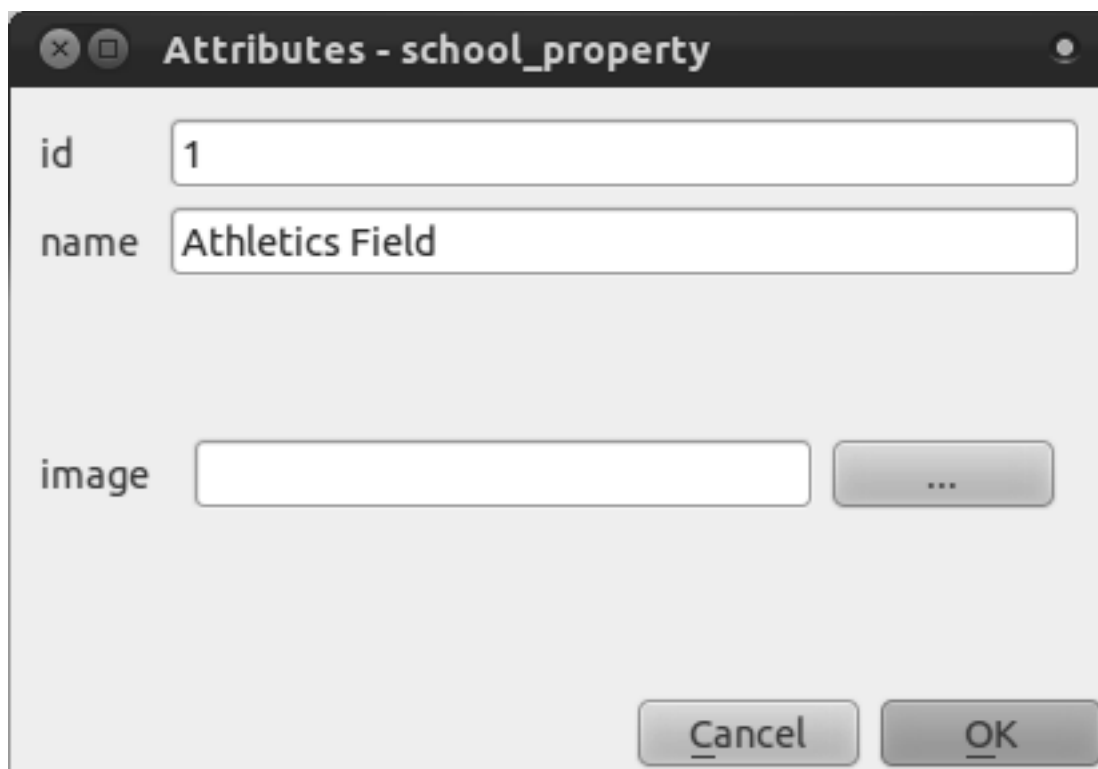 Attributes - school_property
id 1
name Athletics Field
image ...
Cancel OK